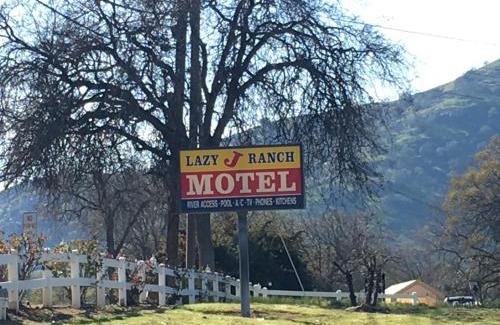 LAZY J RANCH
MOTEL
RIVER ACCESS - POOL - A/C - TV - PHONES - KITCHENS